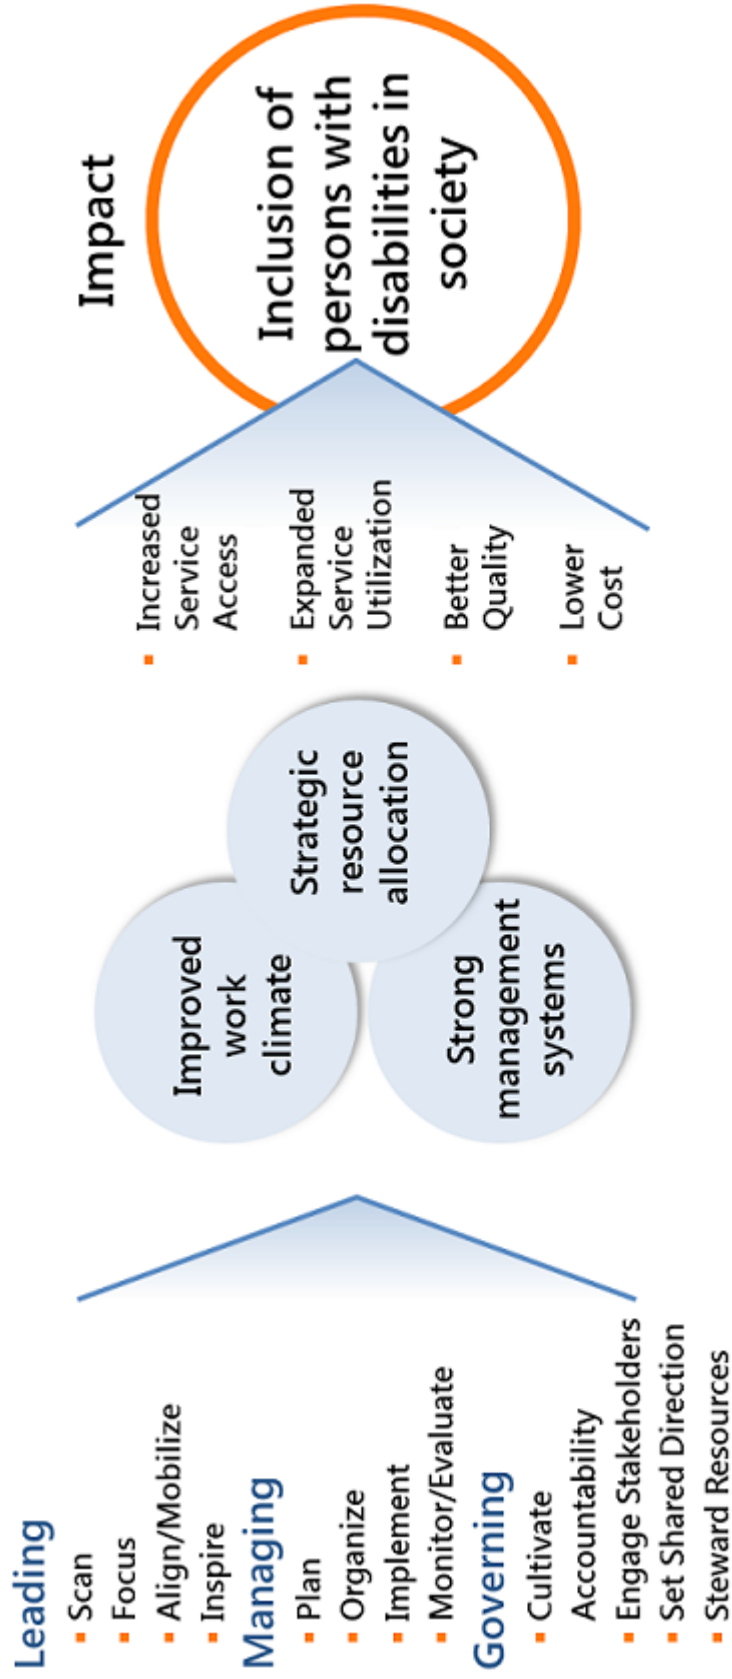 Leading
▪ Scan
▪ Focus
▪ Align/Mobilize
▪ Inspire
Managing
▪ Plan
▪ Organize
▪ Implement
▪ Monitor/Evaluate
Governing
▪ Cultivate
Accountability
▪ Engage Stakeholders
▪ Set Shared Direction
▪ Steward Resources
Improved
work
climate
Strong
management
systems
Strategic
resource
allocation
▪ Increased
Service
Access
▪ Expanded
Service
Utilization
▪ Better
Quality
▪ Lower
Cost
Impact
Inclusion of
persons with
disabilities in
society